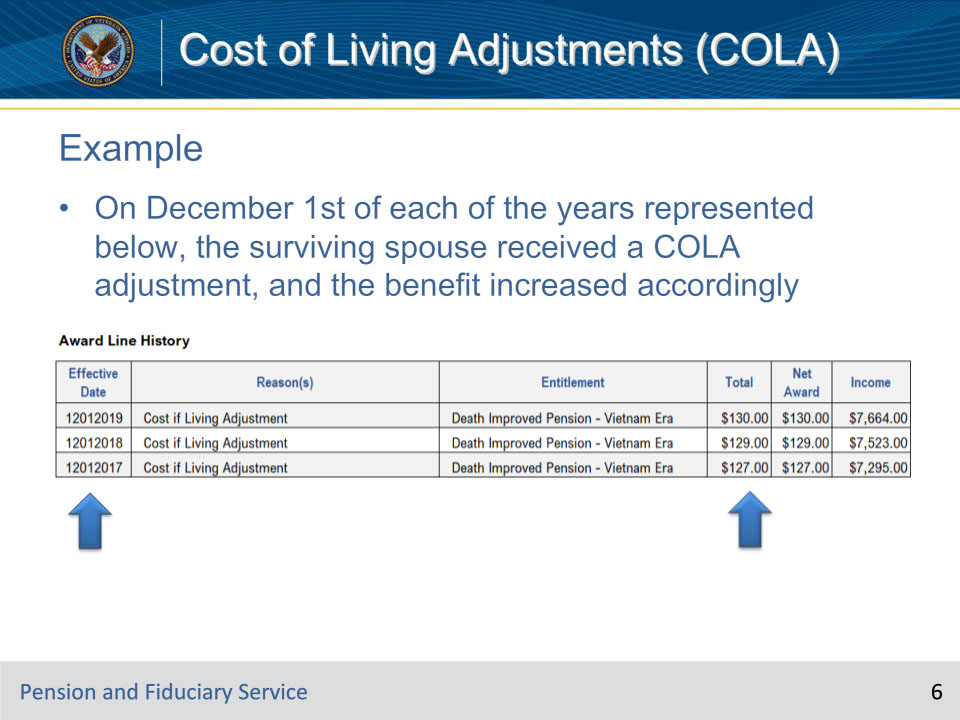 Cost of Living Adjustments (COLA)
Example
• On December 1st of each of the years represented
below, the surviving spouse received a COLA
adjustment, and the benefit increased accordingly
Award Line History
Effective Date Reason(s) Entitlement Total Net Award Income
12012019 Cost if Living Adjustment Death Improved Pension - Vietnam Era $130.00 $130.00 $7,664.00
12012018 Cost if Living Adjustment Death Improved Pension - Vietnam Era $129.00 $129.00 $7,523.00
12012017 Cost if Living Adjustment Death Improved Pension - Vietnam Era $127.00 $127.00 $7,295.00
Pension and Fiduciary Service 6